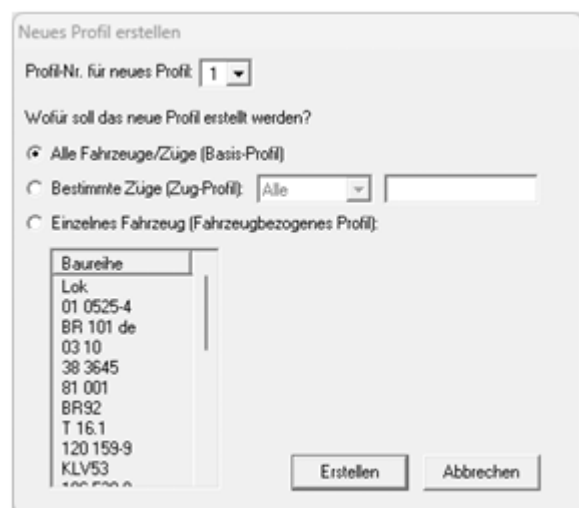 Neues Profil erstellen
Profil-Nr. für neues Profil: 1
Wofür soll das neue Profil erstellt werden?
Alle Fahrzeuge/Züge (Basis-Profil)
Bestimmte Züge (Zug-Profil): Alle
Einzelnes Fahrzeug (Fahrzeugbezogenes Profil):
Baureihe
Lok
01 0525-4
BR 101 de
03 10
38 3645
81 001
BR92
T 16.1
120 159-9
KLV53
Erstellen Abbrechen